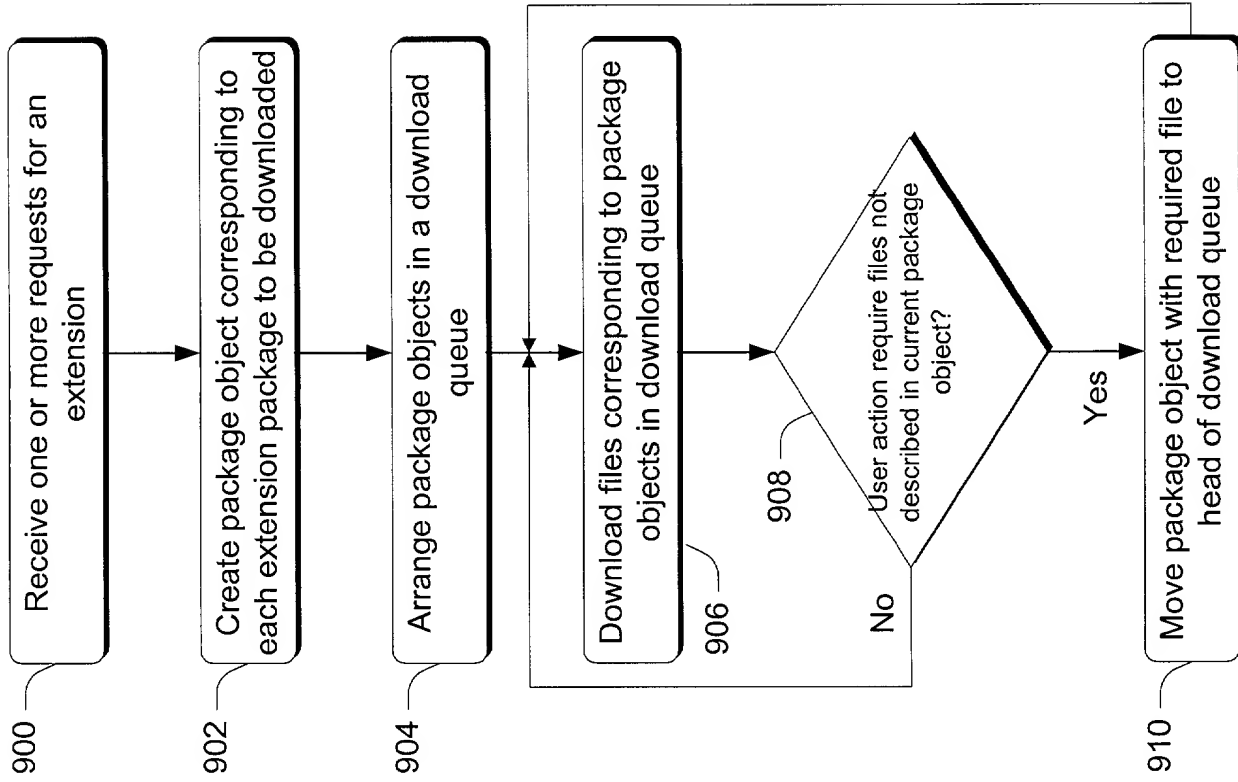 900
Receive one or more requests for an
extension
902
Create package object corresponding to
each extension package to be downloaded
904
Arrange package objects in a download
queue
Download files corresponding to package
objects in download queue
906
908
User action require files not
described in current package
object?
No
Yes
910
Move package object with required file to
head of download queue